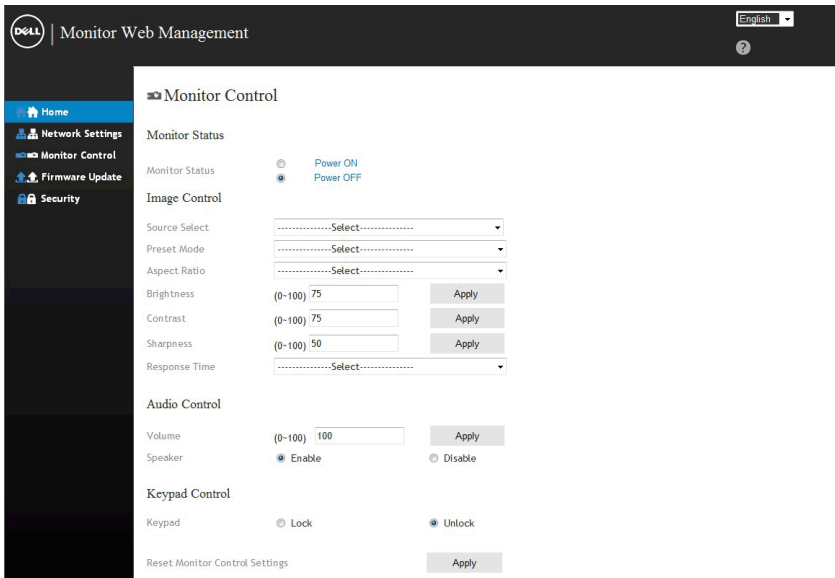 DELL | Monitor Web Management
English
?
Home
Network Settings
Monitor Control
Firmware Update
Security
Monitor Control
Monitor Status
Monitor Status
Power ON
Power OFF
Image Control
Source Select --------------Select--------------
Preset Mode --------------Select--------------
Aspect Ratio --------------Select--------------
Brightness (0~100) 75 Apply
Contrast (0~100) 75 Apply
Sharpness (0~100) 50 Apply
Response Time --------------Select--------------
Audio Control
Volume (0~100) 100 Apply
Speaker Enable Disable
Keypad Control
Keypad Lock Unlock
Reset Monitor Control Settings Apply